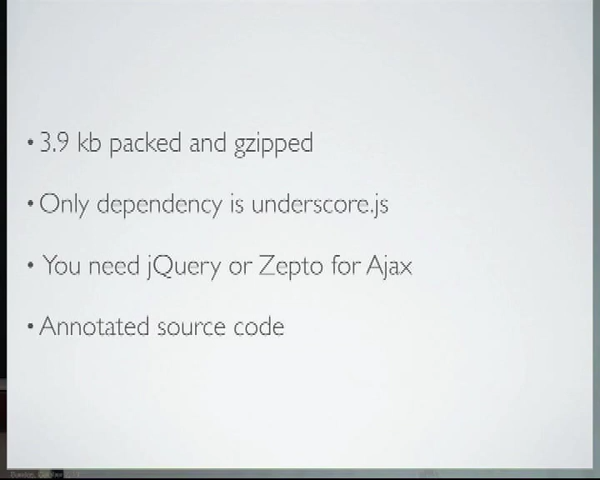 • 3.9 kb packed and gzipped
• Only dependency is underscore.js
• You need jQuery or Zepto for Ajax
• Annotated source code